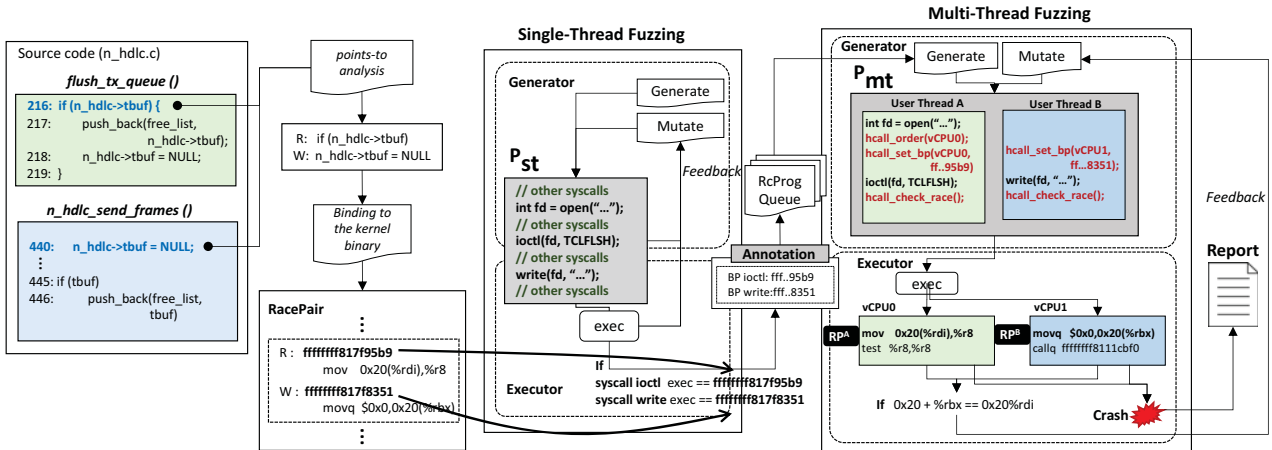 Source code (n_hdlc.c)
flush_tx_queue ()
216: if (n_hdlc->tbuf) {
217: push_back(free_list,
n_hdlc->tbuf);
218: n_hdlc->tbuf = NULL;
219: }
n_hdlc_send_frames ()
440: n_hdlc->tbuf = NULL;
⋮
445: if (tbuf)
446: push_back(free_list,
tbuf)
points-to
analysis
R: if (n_hdlc->tbuf)
W: n_hdlc->tbuf = NULL
Binding to
the kernel
binary
RacePair
⋮
R : ffffffff817f95b9
mov 0x20(%rdi),%r8
W : ffffffff817f8351
movq $0x0,0x20(%rbx)
⋮
Single-Thread Fuzzing
Generator
Generate
Mutate
Pst
// other syscalls
int fd = open(“...”);
// other syscalls
ioctl(fd, TCLFLSH);
// other syscalls
write(fd, “...”);
// other syscalls
exec
Executor
If
syscall ioctl exec == ffffffff817f95b9
syscall write exec == ffffffff817f8351
Feedback
RcProg
Queue
Annotation
BP ioctl: fff..95b9
BP write:fff..8351
Multi-Thread Fuzzing
Generator
Generate
Mutate
Pmt
User Thread A
int fd = open(“...”);
hcall_order(vCPU0);
hcall_set_bp(vCPU0,
ff..95b9)
ioctl(fd, TCLFLSH);
hcall_check_race();
User Thread B
hcall_set_bp(vCPU1,
ff...8351);
write(fd, “...”);
hcall_check_race();
Executor
exec
vCPU0
vCPU1
RPA
mov 0x20(%rdi),%r8
test %r8,%r8
RPB
movq $0x0,0x20(%rbx)
callq ffffffff8111cbf0
If 0x20 + %rbx == 0x20%rdi
Crash
Feedback
Report